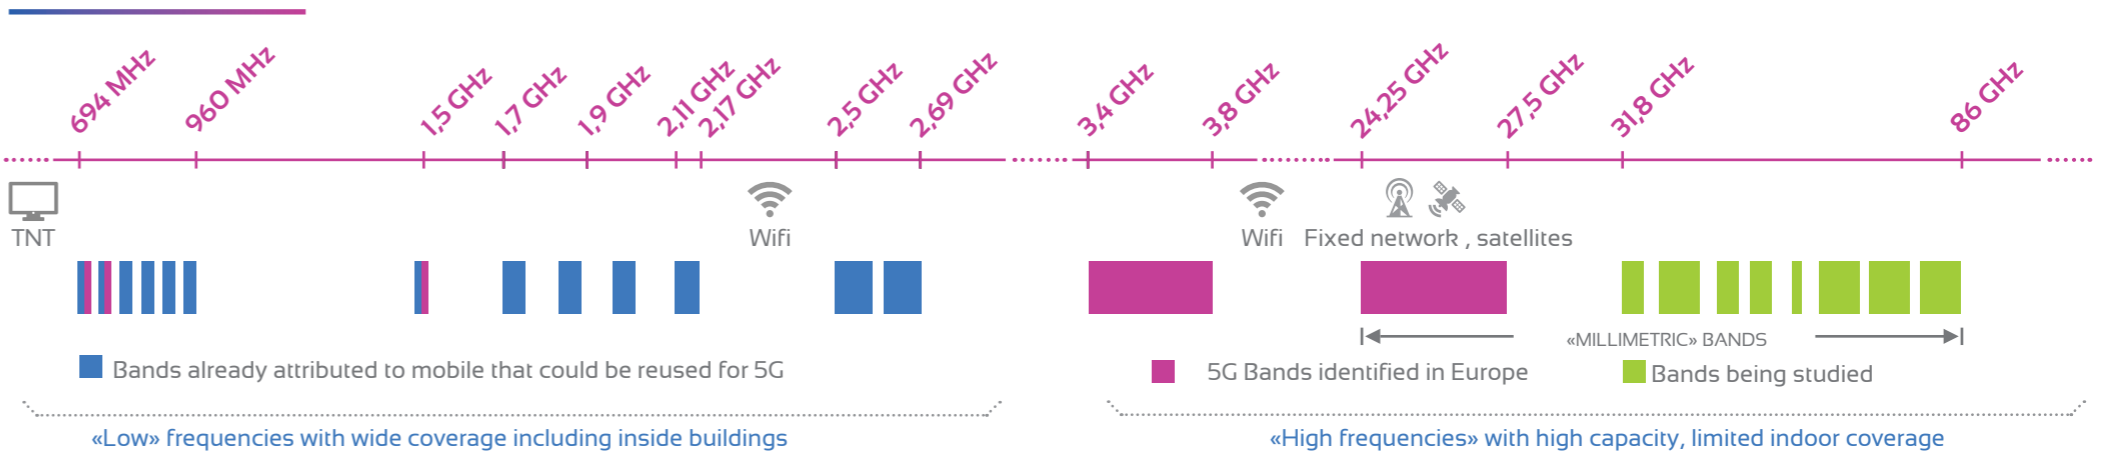 694 MHz
960 MHz
1,5 GHz
1,7 GHz
1,9 GHz
2,11 GHz
2,17 GHz
2,5 GHz
2,69 GHz
3,4 GHz
3,8 GHz
24,25 GHz
27,5 GHz
31,8 GHz
86 GHz
TNT
Wifi
Wifi
Fixed network , satellites
«MILLIMETRIC» BANDS
Bands already attributed to mobile that could be reused for 5G
5G Bands identified in Europe
Bands being studied
«Low» frequencies with wide coverage including inside buildings
«High frequencies» with high capacity, limited indoor coverage